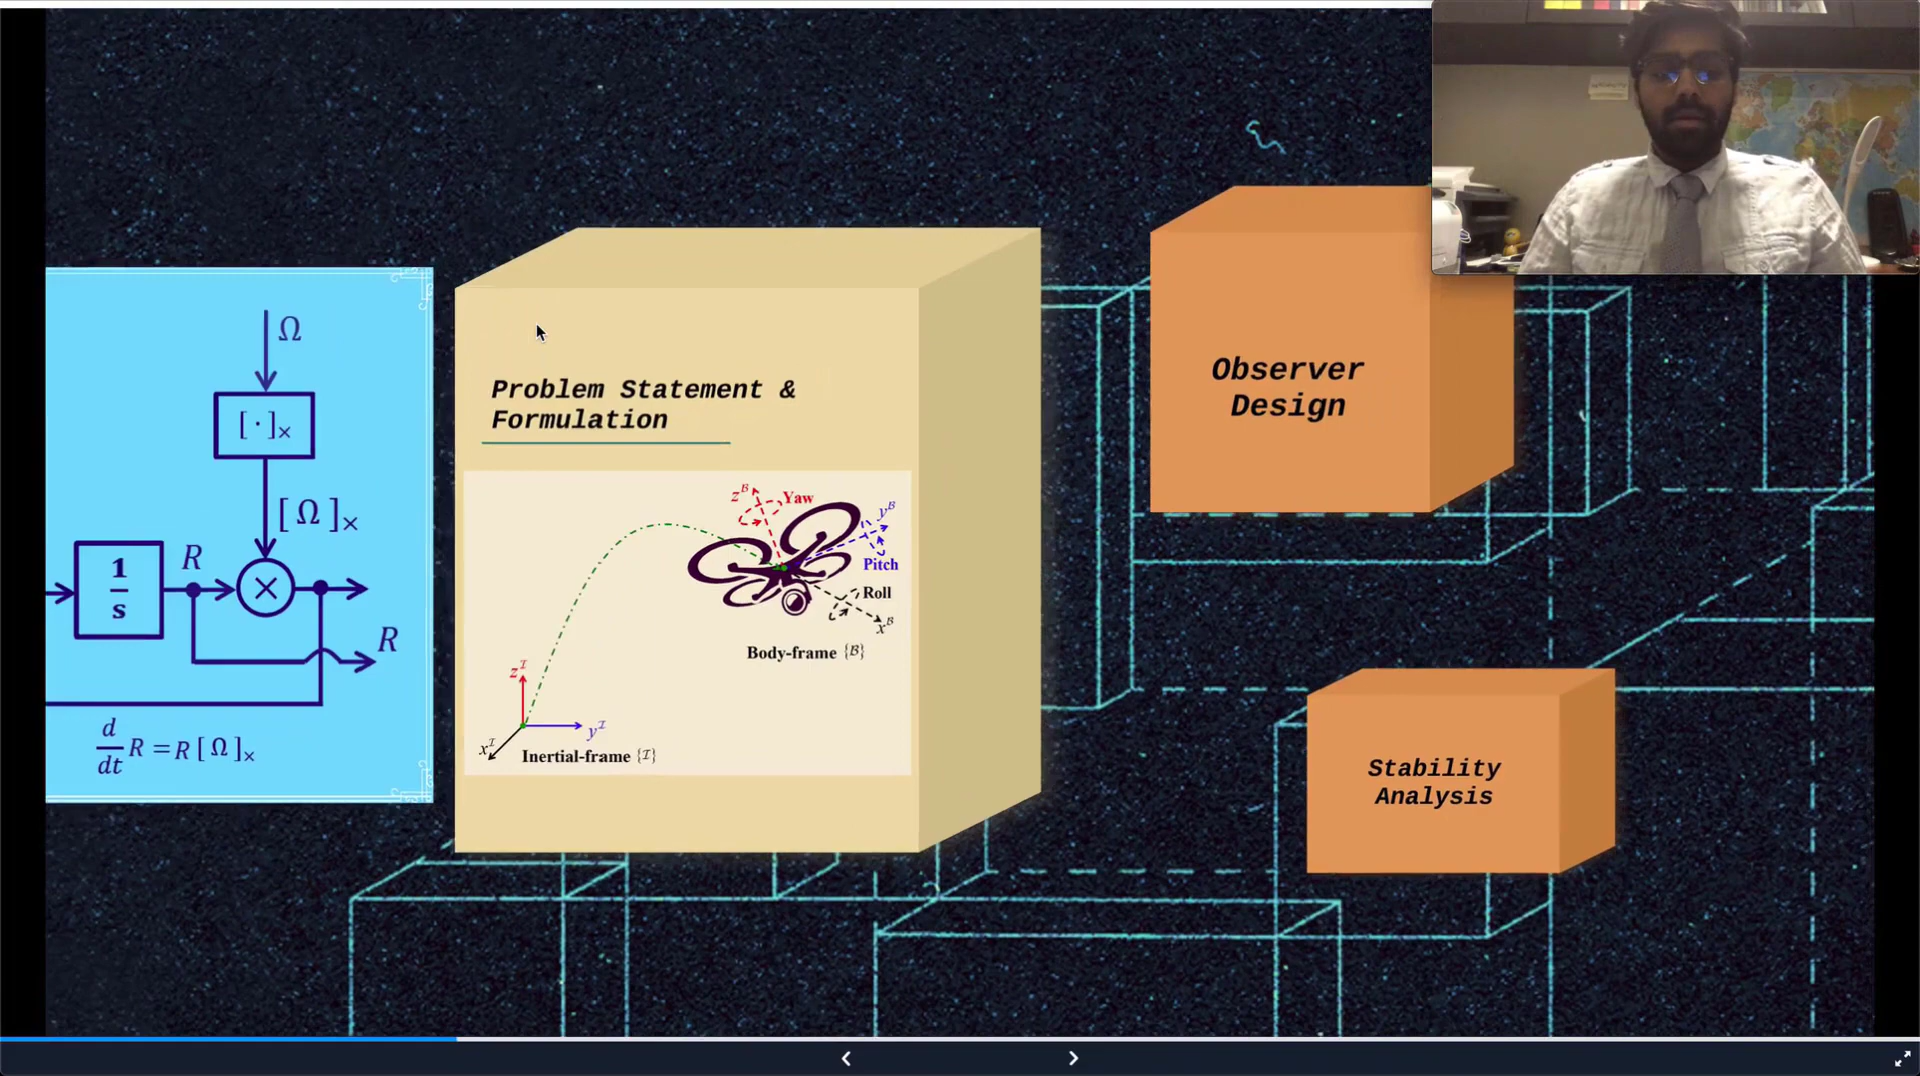 Ω
[·]×
[Ω]×
1
s
R
×
R
d
dt
R = R [Ω]×
Problem Statement &
Formulation
z^B
Yaw
y^B
Pitch
Roll
x^B
Body-frame {B}
z^I
y^I
x^I
Inertial-frame {I}
Observer
Design
Stability
Analysis